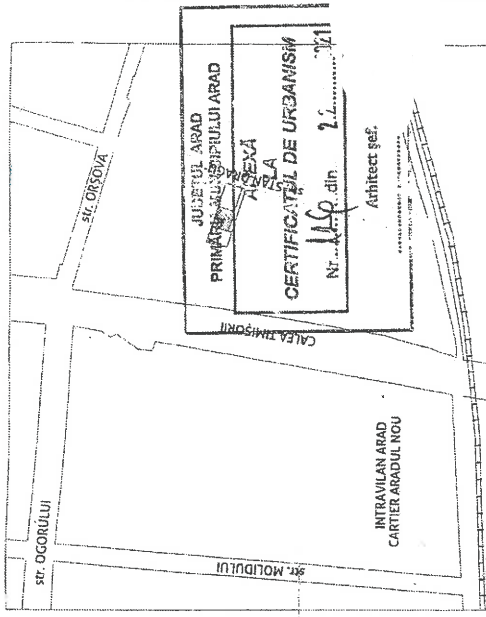 JUDEȚUL ARAD
PRIMĂRIA MUNICIPIULUI ARAD
ANEXĂ
LA
CERTIFICATUL DE URBANISM
Nr. din
Arhitect șef,
str. ORȘOVA
CALEA TIMIȘORII
str. OGORULUI
str. MOLIDULUI
INTRAVILAN ARAD
CARTIER ARADUL NOU